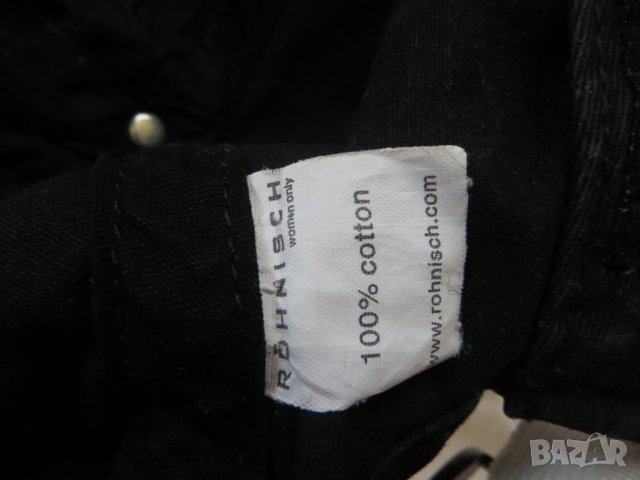 RÖHNISCH
women only
100% cotton
www.rohnisch.com
BAZAR